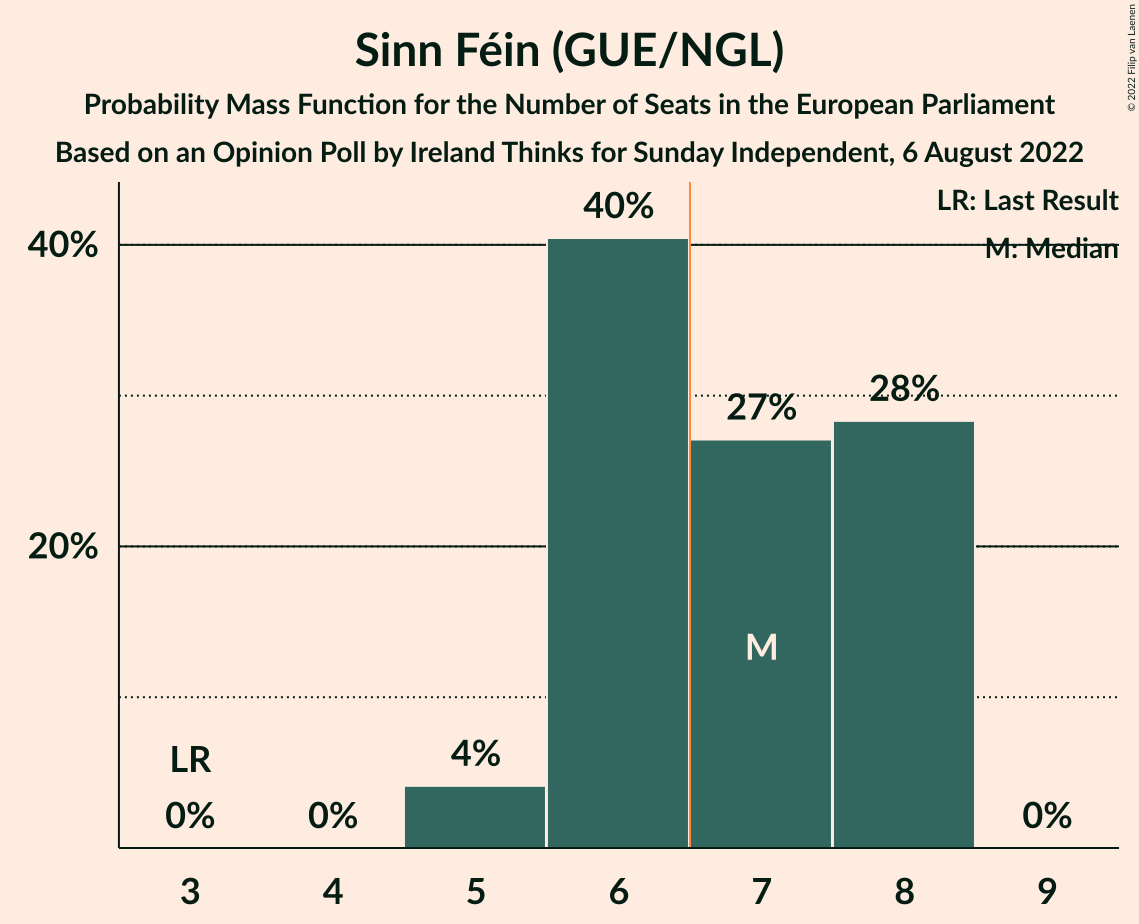 Sinn Féin (GUE/NGL)
Probability Mass Function for the Number of Seats in the European Parliament
Based on an Opinion Poll by Ireland Thinks for Sunday Independent, 6 August 2022
© 2022 Filip van Laenen
LR: Last Result
M: Median
40%
20%
40%
27%
28%
M
4%
LR
0%
0%
0%
3 4 5 6 7 8 9